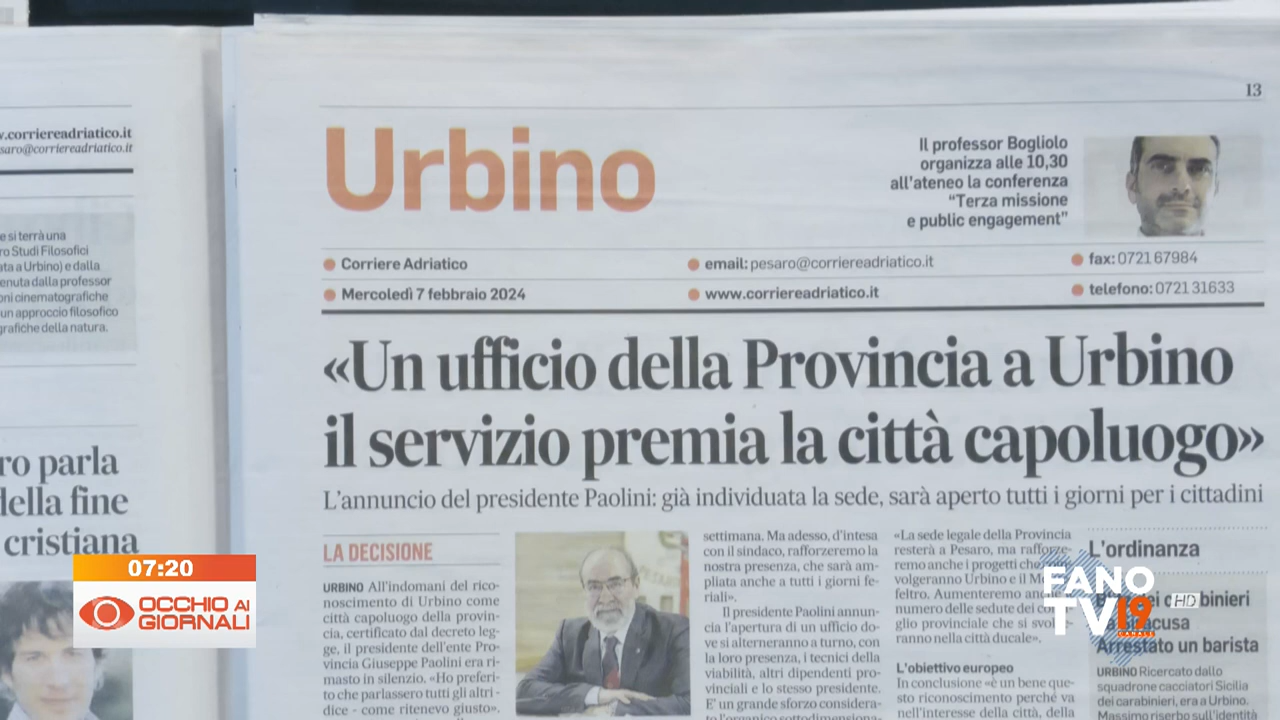 .corriereadriatico.it
saro@corriereadriatico.it
e si terrà una
ro Studi Filosofici
ata a Urbino) e dalla
enuta dalla professor
oni cinematografiche
un approccio filosofico
grafiche della natura.
ro parla
della fine
cristiana
13
Urbino
Il professor Bogliolo
organizza alle 10,30
all'ateneo la conferenza
“Terza missione
e public engagement”
Corriere Adriatico
email: pesaro@corriereadriatico.it
fax: 0721 67984
Mercoledì 7 febbraio 2024
www.corriereadriatico.it
telefono: 0721 31633
«Un ufficio della Provincia a Urbino
il servizio premia la città capoluogo»
L'annuncio del presidente Paolini: già individuata la sede, sarà aperto tutti i giorni per i cittadini
LA DECISIONE
URBINO All'indomani del rico-
noscimento di Urbino come
città capoluogo della provin-
cia, certificato dal decreto leg-
ge, il presidente dell'ente Pro-
vincia Giuseppe Paolini era ri-
masto in silenzio. «Ho preferi-
to che parlassero tutti gli altri -
dice - come ritenevo giusto».
settimana. Ma adesso, d'intesa
con il sindaco, rafforzeremo la
nostra presenza, che sarà am-
pliata anche a tutti i giorni fe-
riali».
Il presidente Paolini annun-
cia l'apertura di un ufficio do-
ve si alterneranno a turno, con
la loro presenza, i tecnici della
viabilità, altri dipendenti pro-
vinciali e lo stesso presidente.
E' un grande sforzo considera-
to l'organico sottodimensiona-
«La sede legale della Provincia
resterà a Pesaro, ma rafforze-
remo anche i progetti che
volgeranno Urbino e il M
feltro. Aumenteremo anche
numero delle sedute del co
glio provinciale che si svol
ranno nella città ducale».
L'obiettivo europeo
In conclusione «è un bene que-
sto riconoscimento perché va
nell'interesse della città, della
L'ordinanza
binieri
Arrestato un barista
URBINO Ricercato dallo
squadrone cacciatori Sicilia
dei carabinieri, era a Urbino.
Massimo riserbo sull'identità
07:20
OCCHIO AI
GIORNALI
FANO
TV19
HD
CANALE